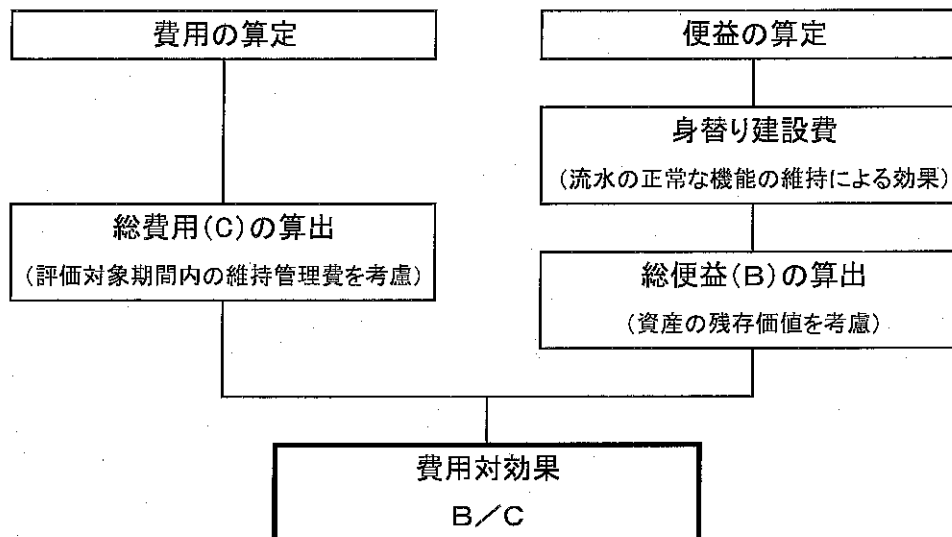 費用の算定
便益の算定
身替り建設費
(流水の正常な機能の維持による効果)
総費用(C)の算出
(評価対象期間内の維持管理費を考慮)
総便益(B)の算出
(資産の残存価値を考慮)
費用対効果
B/C